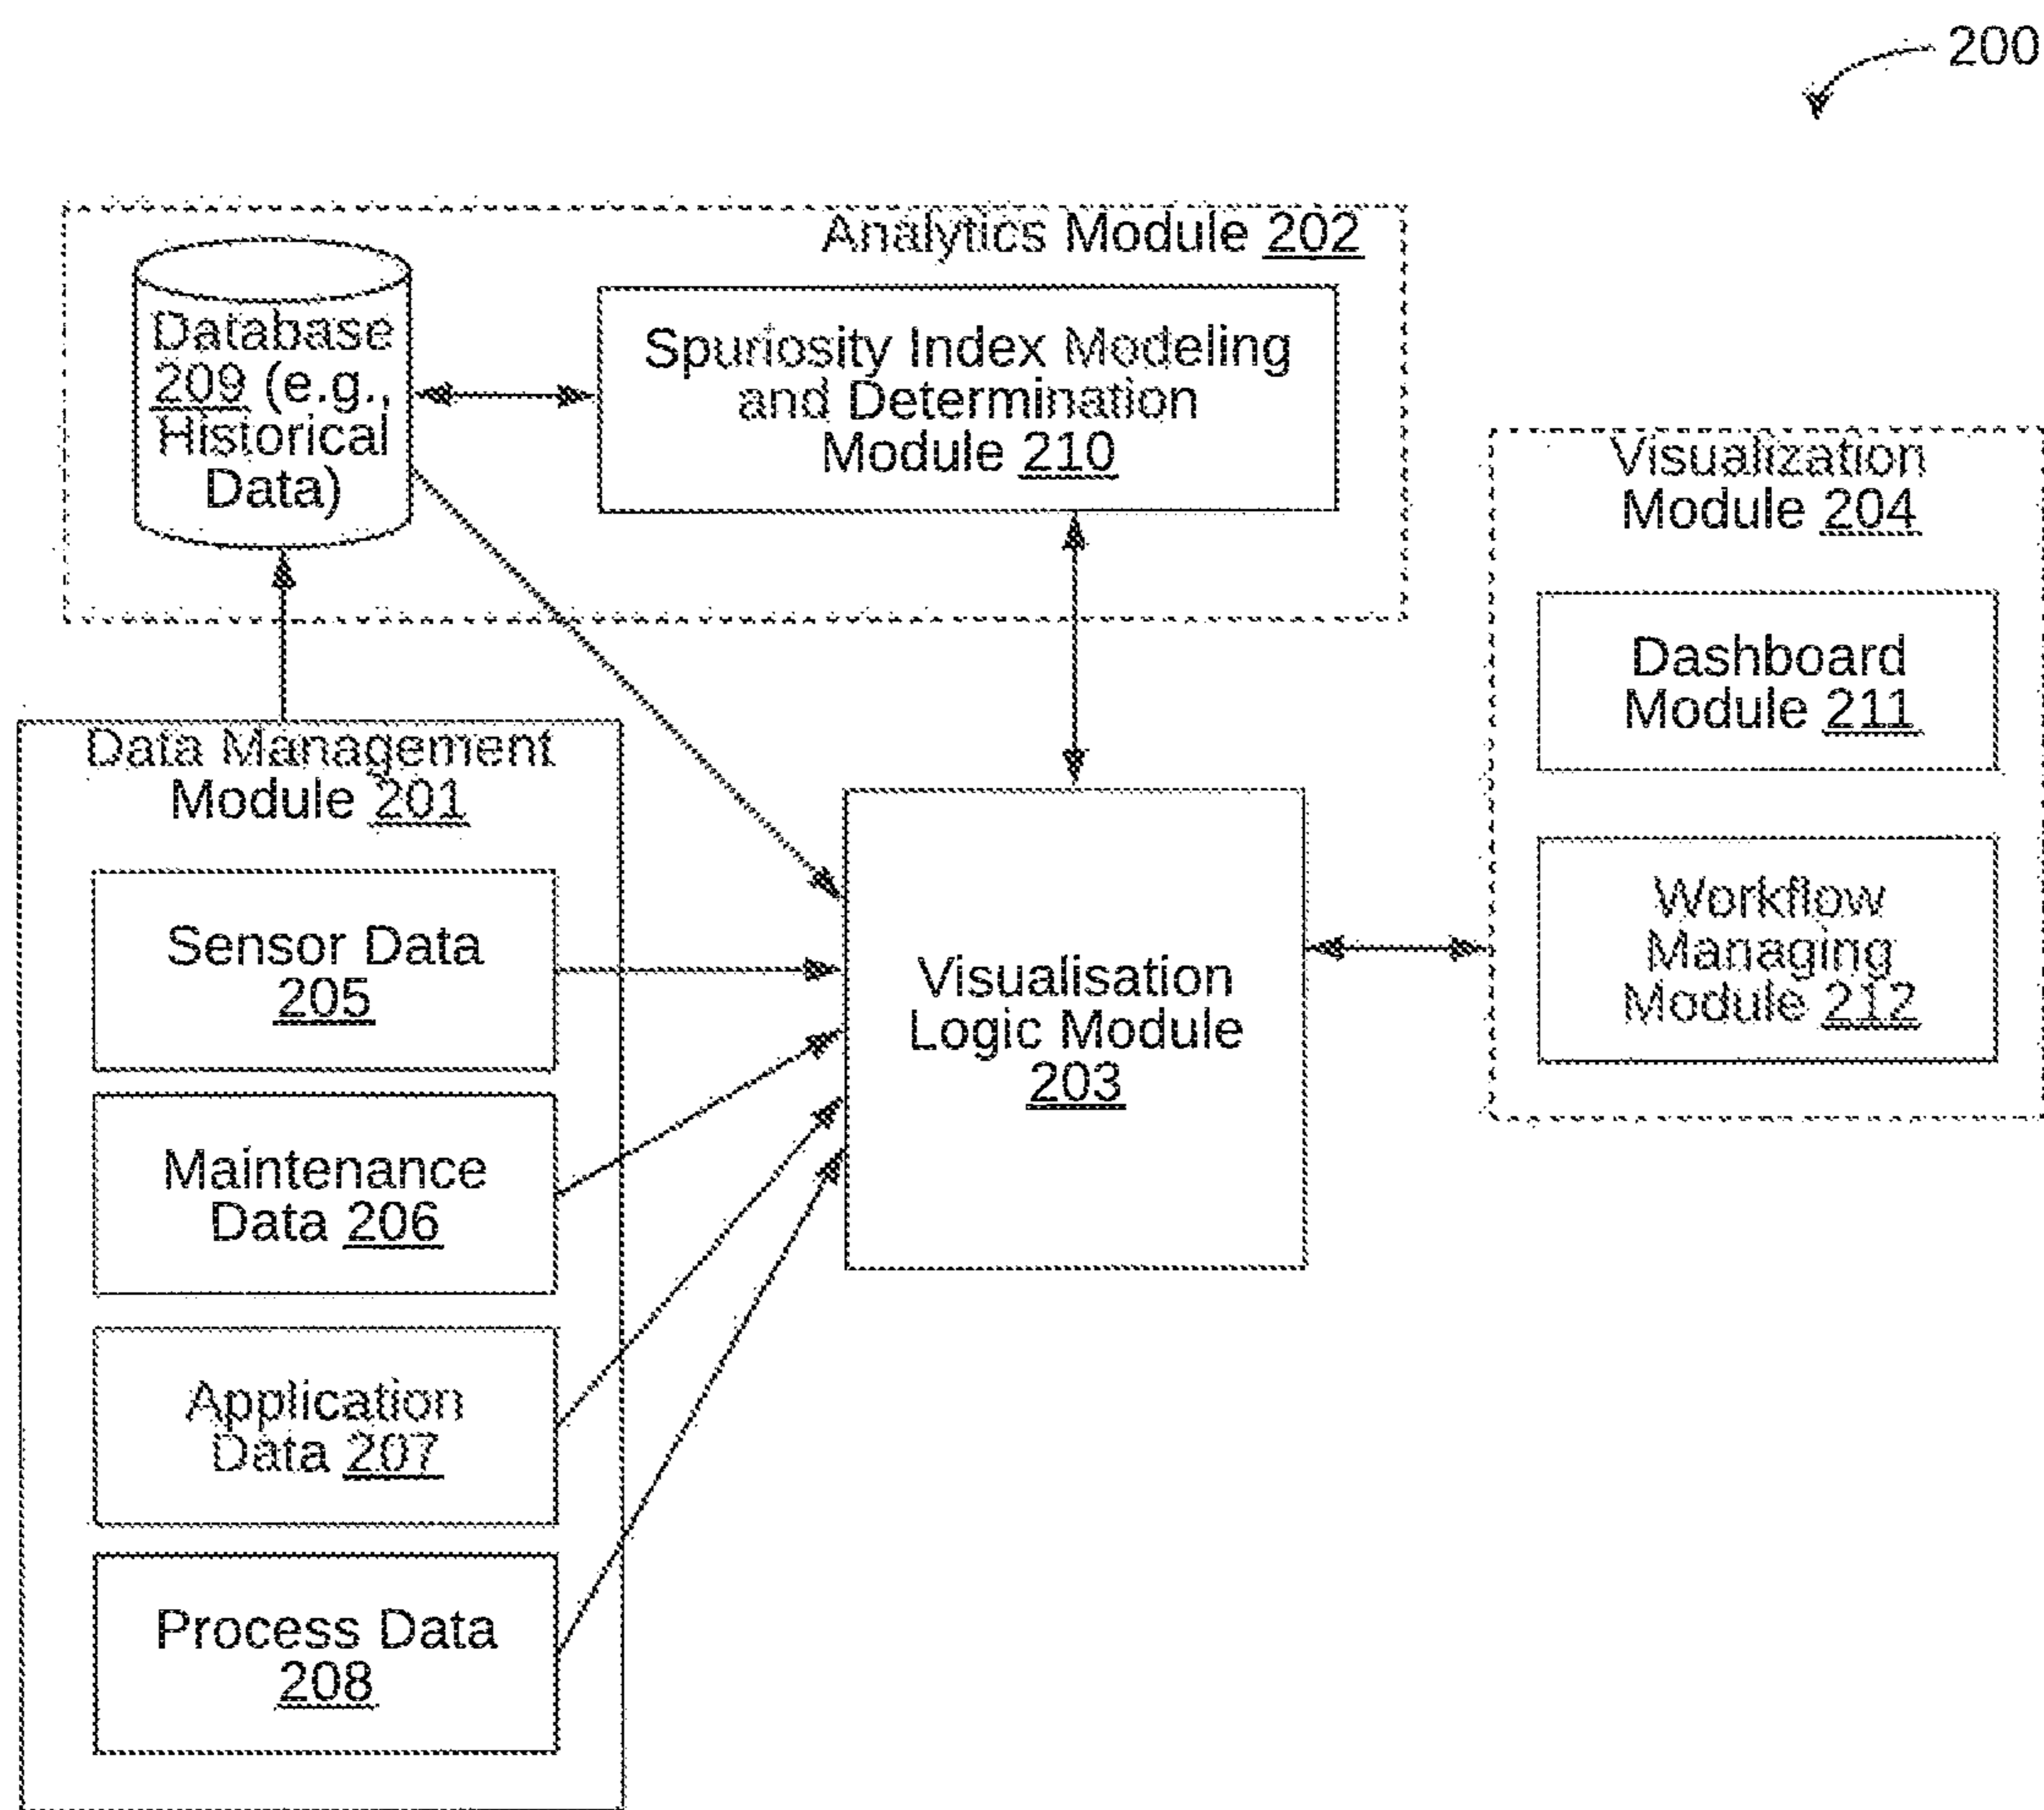 200
Analytics Module 202
Database
209 (e.g.,
Historical
Data)
Spuriosity Index Modeling
and Determination
Module 210
Visualization
Module 204
Dashboard
Module 211
Workflow
Managing
Module 212
Data Management
Module 201
Sensor Data
205
Maintenance
Data 206
Application
Data 207
Process Data
208
Visualisation
Logic Module
203